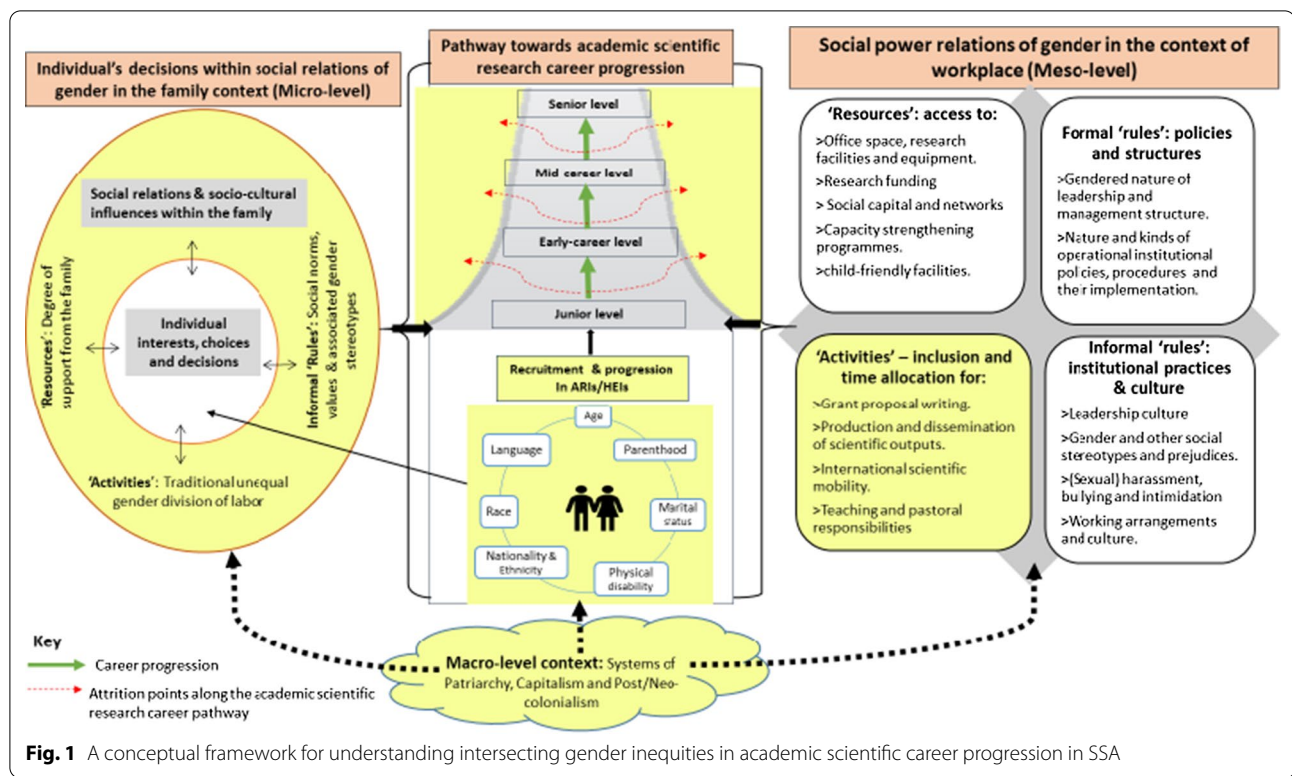 Individual's decisions within social relations of
gender in the family context (Micro-level)
Social relations & socio-cultural
influences within the family
'Resources': Degree of
support from the family
Individual
interests, choices
and decisions
Informal 'Rules': Social norms,
values & associated gender
stereotypes
'Activities': Traditional unequal
gender division of labor
Pathway towards academic scientific
research career progression
Senior level
Mid career level
Early-career level
Junior level
Recruitment & progression
In ARIs/HEIs
Age
Language
Parenthood
Race
Marital
status
Nationality &
Ethnicity
Physical
disability
Social power relations of gender in the context of
workplace (Meso-level)
'Resources': access to:
>Office space, research
facilities and equipment.
>Research funding
> Social capital and networks
>Capacity strengthening
programmes.
>child-friendly facilities.
Formal 'rules': policies
and structures
>Gendered nature of
leadership and
management structure.
>Nature and kinds of
operational institutional
policies, procedures and
their implementation.
'Activities' – inclusion and
time allocation for:
>Grant proposal writing.
>Production and dissemination
of scientific outputs.
>International scientific
mobility.
>Teaching and pastoral
responsibilities
Informal 'rules':
institutional practices
& culture
>Leadership culture
>Gender and other social
stereotypes and prejudices.
>(Sexual) harassment,
bullying and intimidation
>Working arrangements
and culture.
Key
Career progression
Attrition points along the academic scientific
research career pathway
Macro-level context: Systems of
Patriarchy, Capitalism and Post/Neo-
colonialism
Fig. 1 A conceptual framework for understanding intersecting gender inequities in academic scientific career progression in SSA